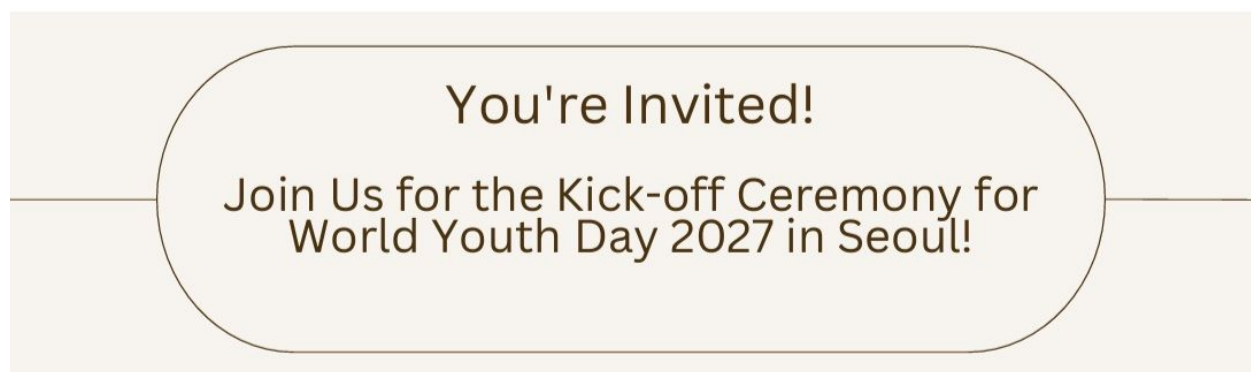 You're Invited!
Join Us for the Kick-off Ceremony for
World Youth Day 2027 in Seoul!